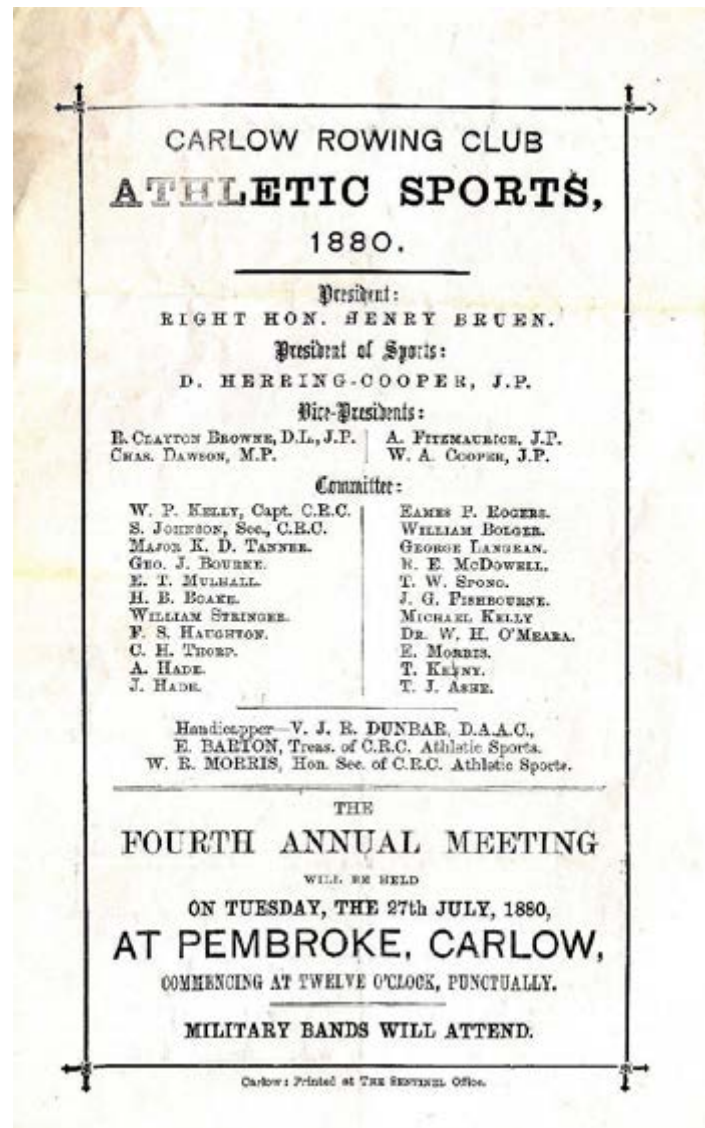 CARLOW ROWING CLUB
ATHLETIC SPORTS,
1880.
President:
RIGHT HON. HENRY BRUEN.
President of Sports:
D. HERRING-COOPER, J.P.
Vice-Presidents:
R. CLAYTON BROWNE, D.L., J.P.
CHAS. DAWSON, M.P.
A. FITZMAURICE, J.P.
W. A. COOPER, J.P.
Committee:
W. P. KELLY, Capt. C.R.C.
S. JOHNSON, Sec., C.R.C.
MAJOR K. D. TANNER.
GEO. J. BOURKE.
E. T. MULHALL.
H. B. BOAKE.
WILLIAM STRINGER.
F. S. HAUGHTON.
C. H. THORP.
A. HADE.
J. HADE.
EAMES P. ROGERS.
WILLIAM BOLGER.
GEORGE LANGRAN.
R. E. McDOWELL.
T. W. SPONG.
J. G. FISHBOURNE.
MICHAEL KELLY
DR. W. H. O'MEARA.
E. MORRIS.
T. KENNY.
T. J. ASHE.
Handicapper—V. J. R. DUNBAR, D.A.A.C.,
E. BARTON, Treas. of C.R.C. Athletic Sports.
W. R. MORRIS, Hon. Sec. of C.R.C. Athletic Sports.
THE
FOURTH ANNUAL MEETING
WILL BE HELD
ON TUESDAY, THE 27th JULY, 1880,
AT PEMBROKE, CARLOW,
COMMENCING AT TWELVE O'CLOCK, PUNCTUALLY.
MILITARY BANDS WILL ATTEND.
Carlow: Printed at THE SENTINEL Office.